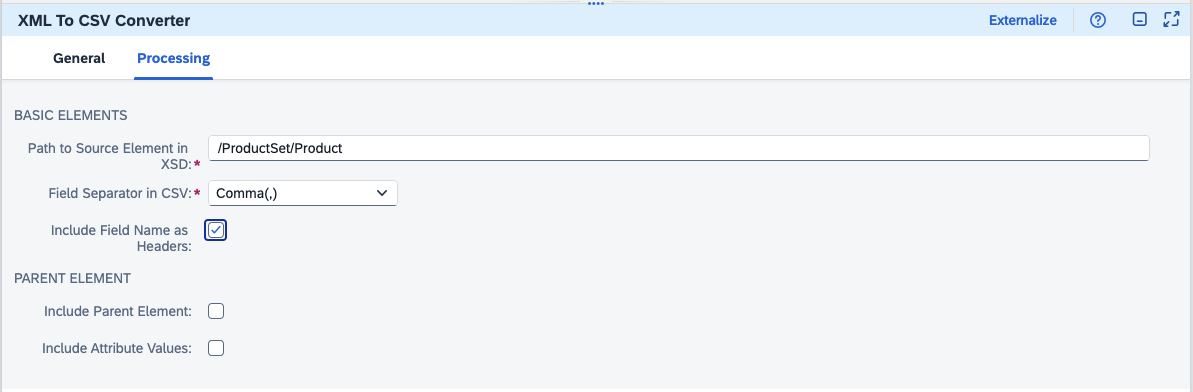 XML To CSV Converter
Externalize
General
Processing
BASIC ELEMENTS
Path to Source Element in
XSD:*
/ProductSet/Product
Field Separator in CSV:*
Comma(,)
Include Field Name as
Headers:
PARENT ELEMENT
Include Parent Element:
Include Attribute Values: